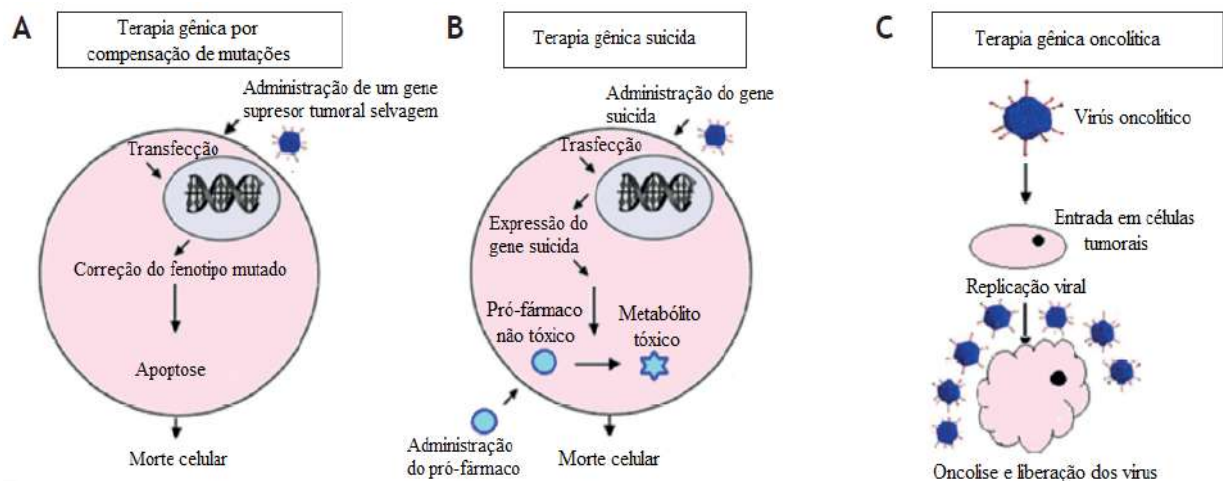 A
Terapia gênica por
compensação de mutações
Administração de um gene
supresor tumoral selvagem
Transfecção
Correção do fenotipo mutado
Apoptose
Morte celular
B
Terapia gênica suicida
Administração do gene
suicida
Trasfecção
Expressão do
gene suicida
Pró-fármaco
não tóxico
Metabólito
tóxico
Administração
do pró-fármaco
Morte celular
C
Terapia gênica oncolítica
Virús oncolítico
Entrada em células
tumorais
Replicação viral
Oncolise e liberação dos virus